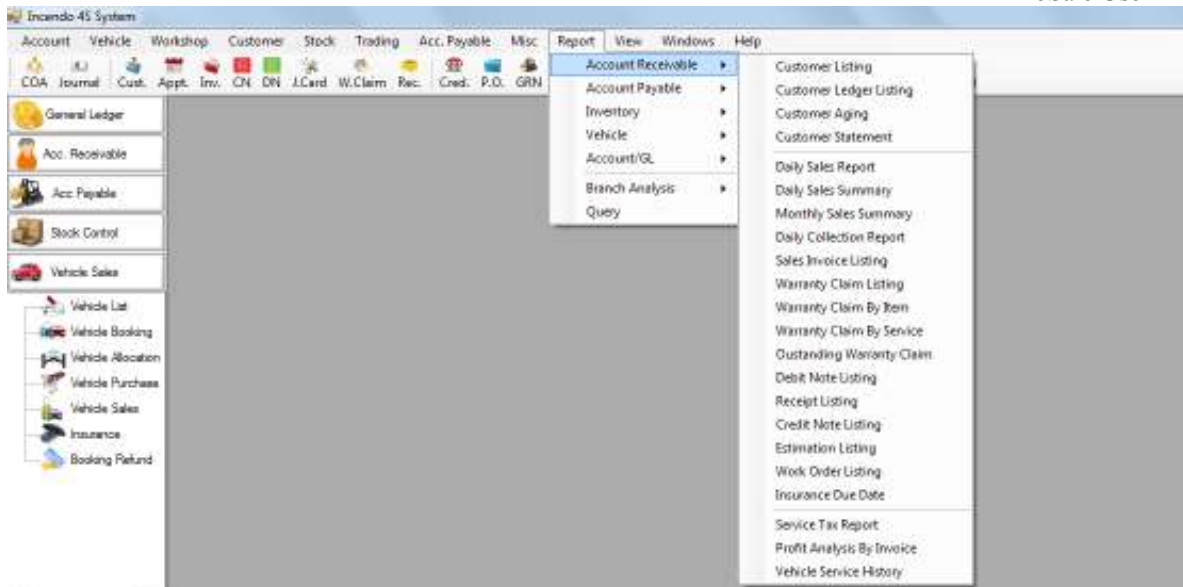 Incendo 4S System
Account Vehicle Workshop Customer Stock Trading Acc. Payable Misc Report View Windows Help
COA Journal Cust. Appt. Inv. CN DN J.Card W.Claim Rec. Cred. P.O. GRN
General Ledger
Acc. Receivable
Acc Payable
Stock Control
Vehicle Sales
Vehicle List
Vehicle Booking
Vehicle Allocation
Vehicle Purchase
Vehicle Sales
Insurance
Booking Refund
Account Receivable
Account Payable
Inventory
Vehicle
Account/GL
Branch Analysis
Query
Customer Listing
Customer Ledger Listing
Customer Aging
Customer Statement
Daily Sales Report
Daily Sales Summary
Monthly Sales Summary
Daily Collection Report
Sales Invoice Listing
Warranty Claim Listing
Warranty Claim By Item
Warranty Claim By Service
Oustanding Warranty Claim
Debit Note Listing
Receipt Listing
Credit Note Listing
Estimation Listing
Work Order Listing
Insurance Due Date
Service Tax Report
Profit Analysis By Invoice
Vehicle Service History